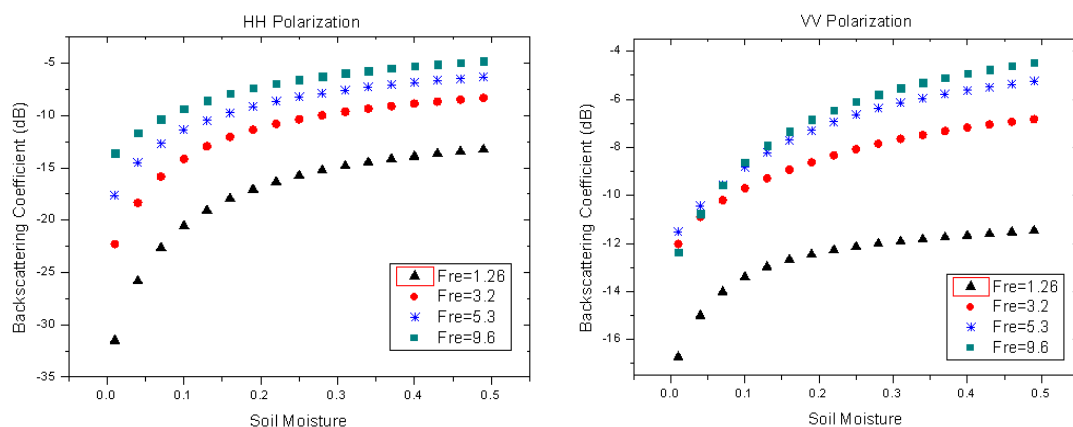 HH Polarization
Backscattering Coefficient (dB)
-5
-10
-15
-20
-25
-30
-35
0.0 0.1 0.2 0.3 0.4 0.5
Soil Moisture
Fre=1.26
Fre=3.2
Fre=5.3
Fre=9.6
VV Polarization
Backscattering Coefficient (dB)
-4
-6
-8
-10
-12
-14
-16
0.0 0.1 0.2 0.3 0.4 0.5
Soil Moisture
Fre=1.26
Fre=3.2
Fre=5.3
Fre=9.6